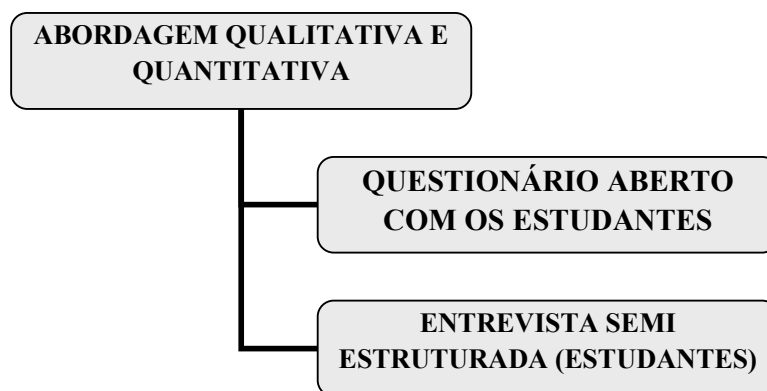 ABORDAGEM QUALITATIVA E
QUANTITATIVA
QUESTIONÁRIO ABERTO
COM OS ESTUDANTES
ENTREVISTA SEMI
ESTRUTURADA (ESTUDANTES)